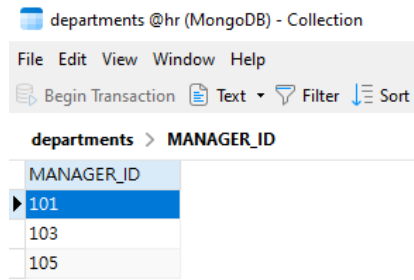 departments @hr (MongoDB) - Collection
File Edit View Window Help
Begin Transaction Text Filter Sort
departments > MANAGER_ID
MANAGER_ID
101
103
105